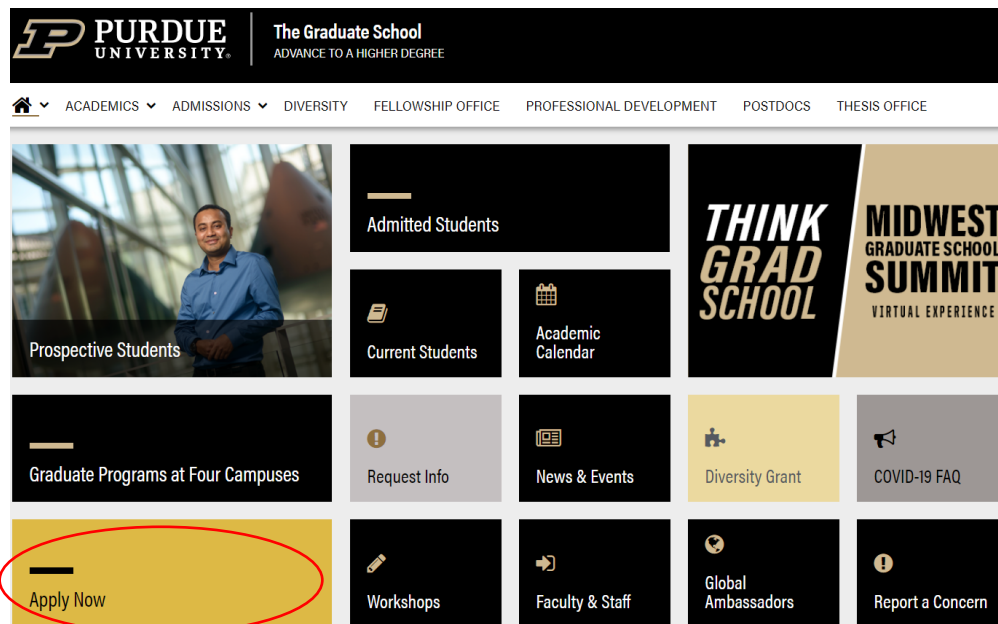 PURDUE
UNIVERSITY®
The Graduate School
ADVANCE TO A HIGHER DEGREE
ACADEMICS
ADMISSIONS
DIVERSITY
FELLOWSHIP OFFICE
PROFESSIONAL DEVELOPMENT
POSTDOCS
THESIS OFFICE
Prospective Students
Admitted Students
Current Students
Academic
Calendar
THINK
GRAD
SCHOOL
MIDWEST
GRADUATE SCHOOL
SUMMIT
VIRTUAL EXPERIENCE
Graduate Programs at Four Campuses
Request Info
News & Events
Diversity Grant
COVID-19 FAQ
Apply Now
Workshops
Faculty & Staff
Global
Ambassadors
Report a Concern